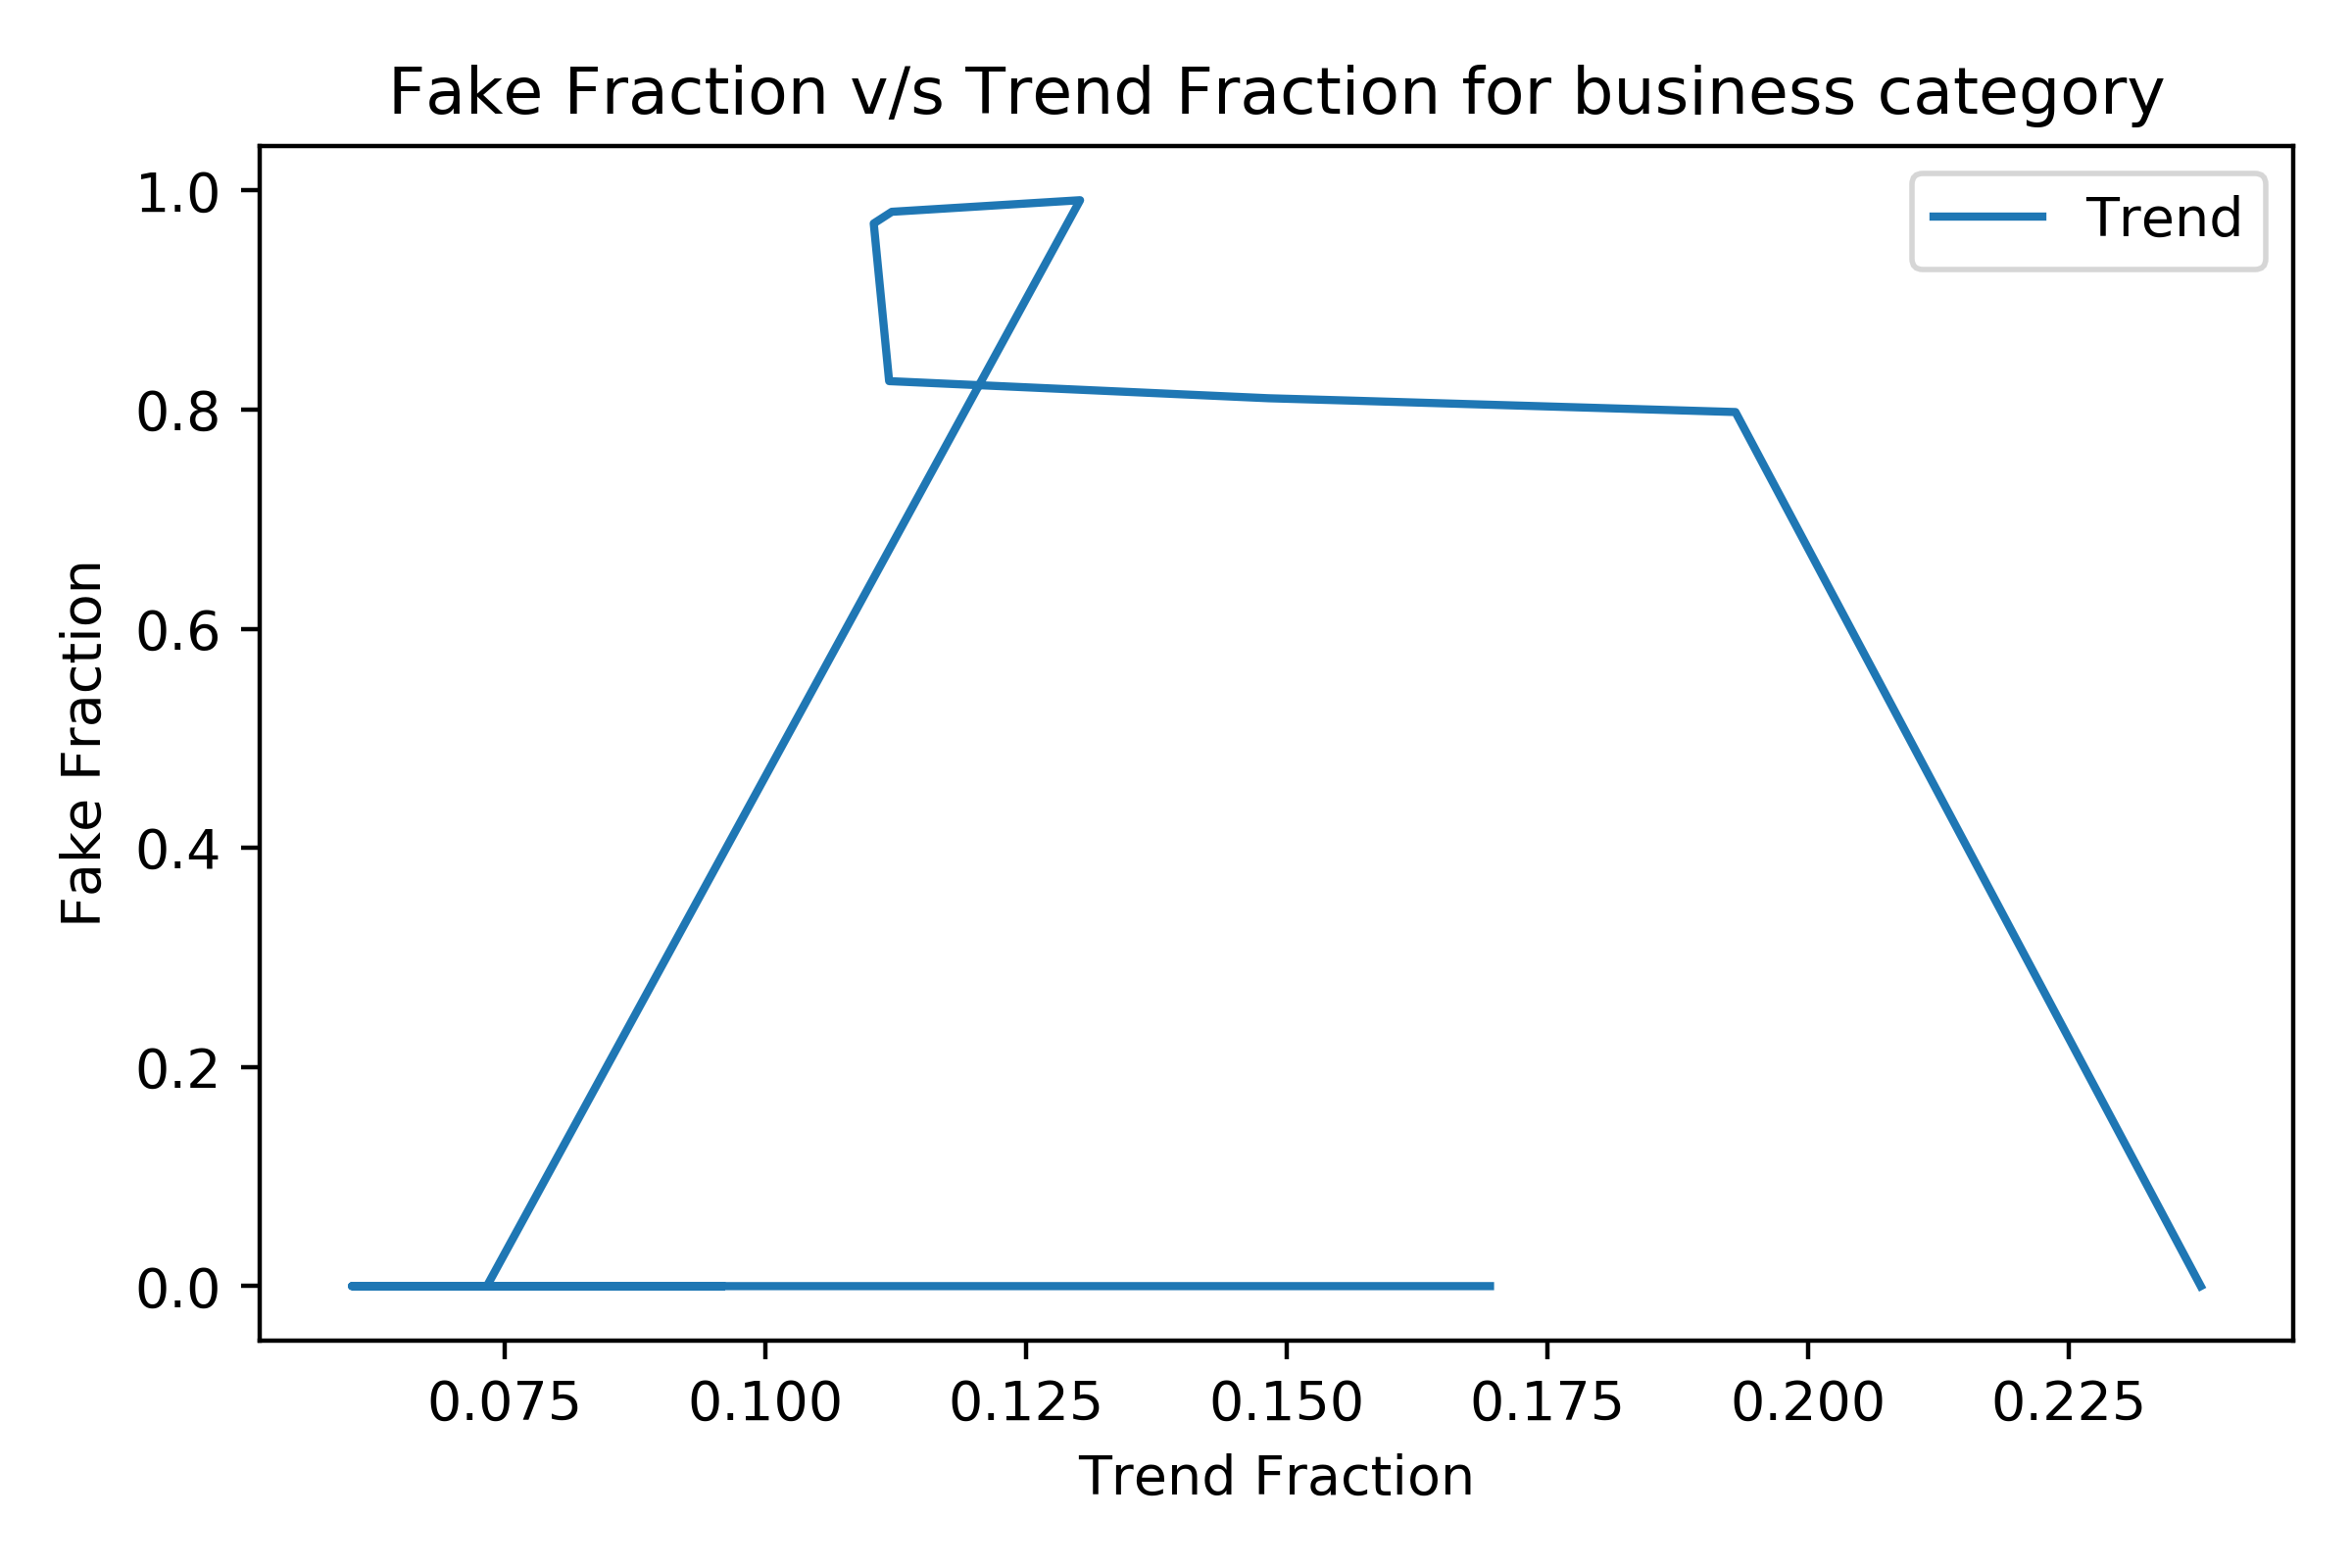 Fake Fraction v/s Trend Fraction for business category
Trend
Fake Fraction
1.0
0.8
0.6
0.4
0.2
0.0
0.075 0.100 0.125 0.150 0.175 0.200 0.225
Trend Fraction